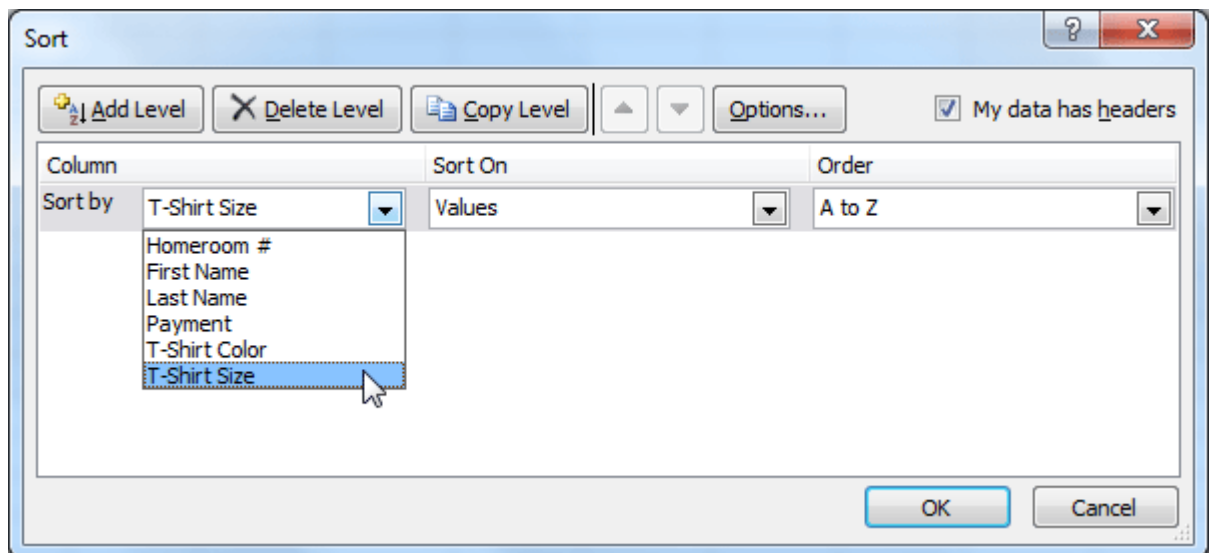 Sort
Add Level Delete Level Copy Level Options... My data has headers
Column Sort On Order
Sort by T-Shirt Size Values A to Z
Homeroom #
First Name
Last Name
Payment
T-Shirt Color
T-Shirt Size
OK Cancel